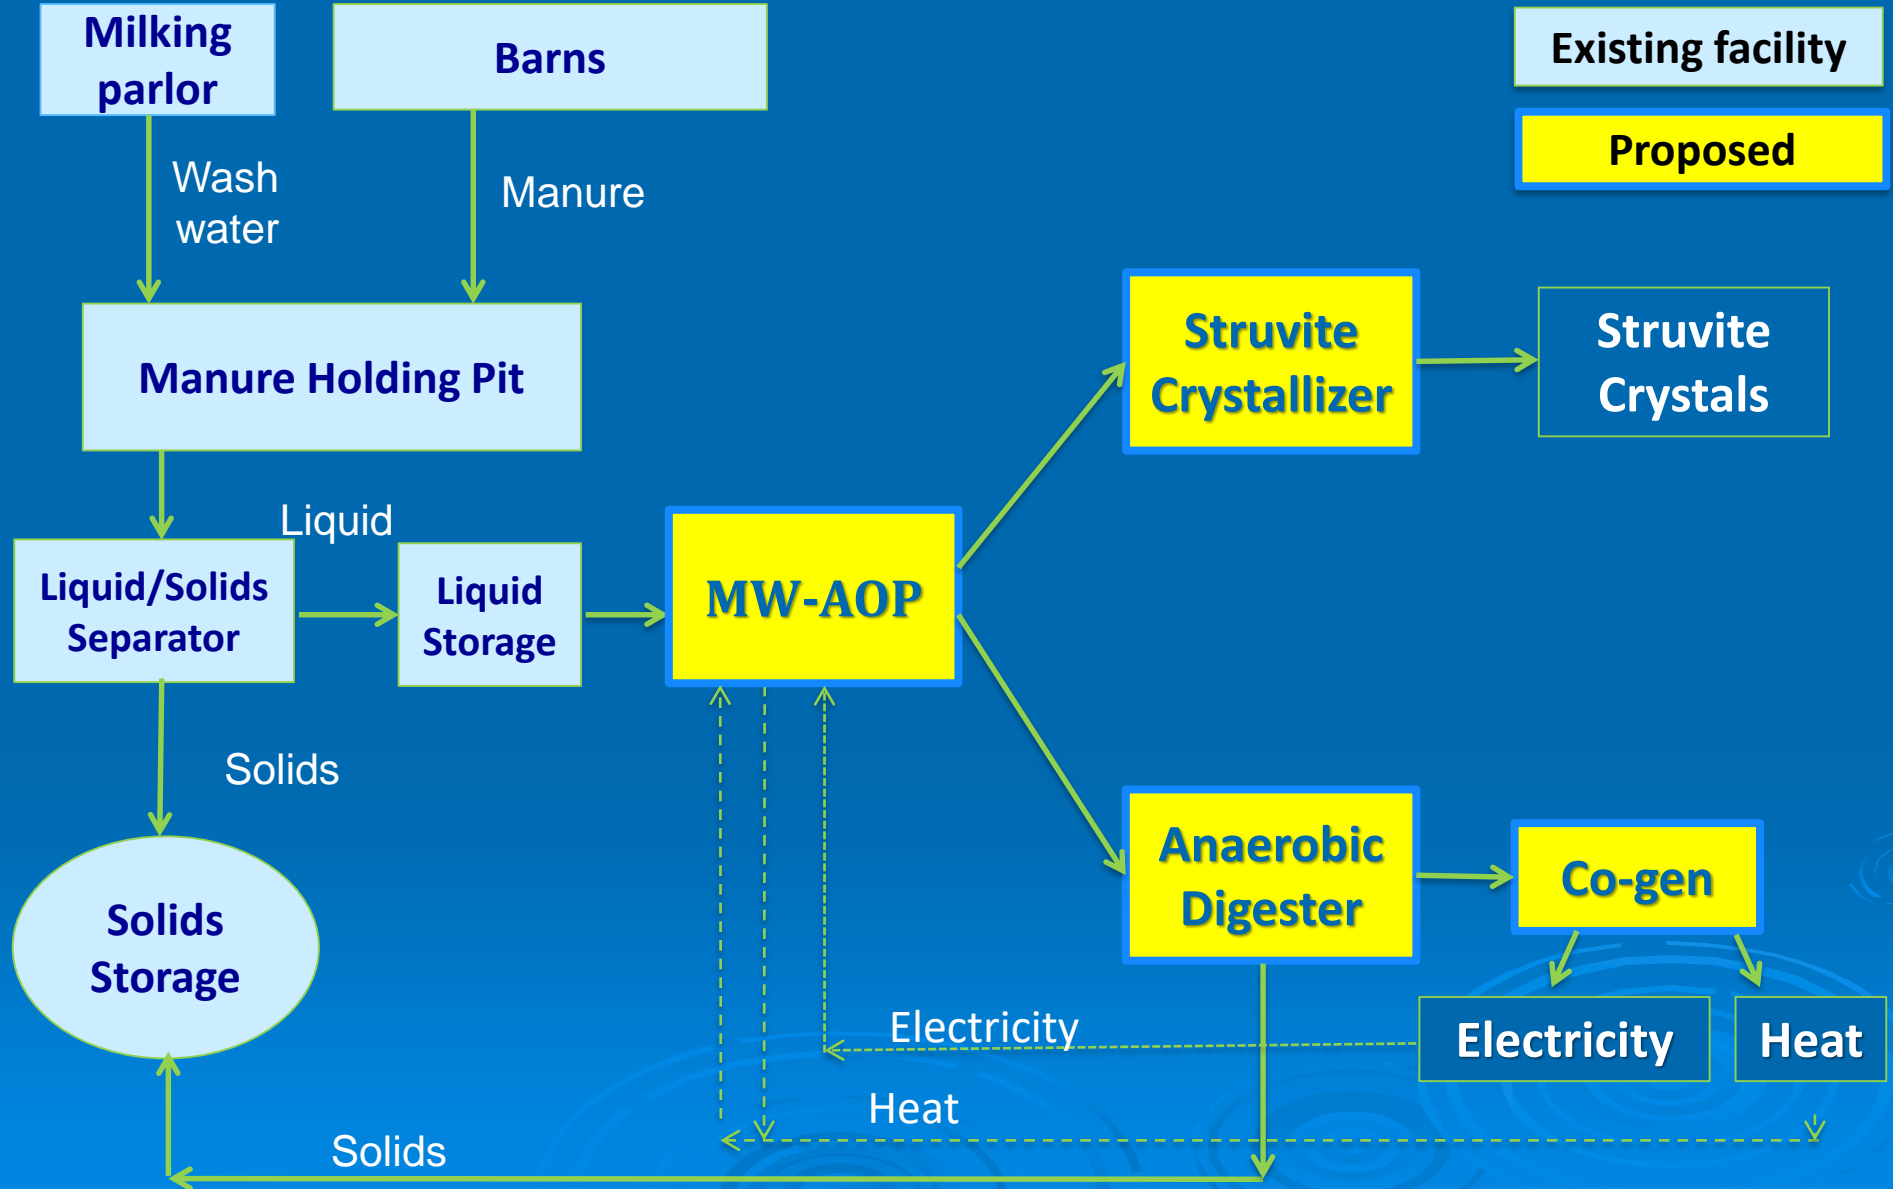 Milking
parlor
Barns
Existing facility
Proposed
Wash
water
Manure
Manure Holding Pit
Struvite
Crystallizer
Struvite
Crystals
Liquid
Liquid/Solids
Separator
Liquid
Storage
MW-AOP
Solids
Anaerobic
Digester
Co-gen
Solids
Storage
Electricity
Electricity
Heat
Heat
Solids